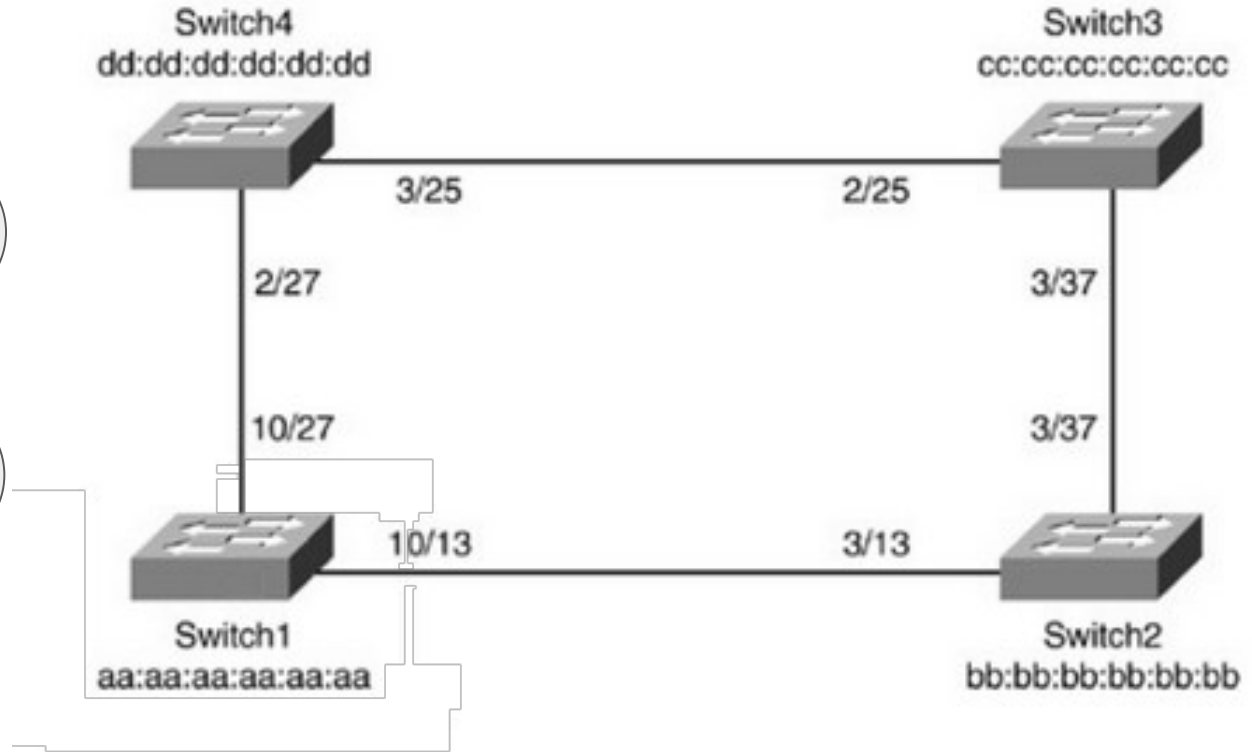 Switch4
dd:dd:dd:dd:dd:dd
Switch3
cc:cc:cc:cc:cc:cc
3/25
2/25
2/27
3/37
10/27
3/37
10/13
3/13
Switch1
aa:aa:aa:aa:aa:aa
Switch2
bb:bb:bb:bb:bb:bb